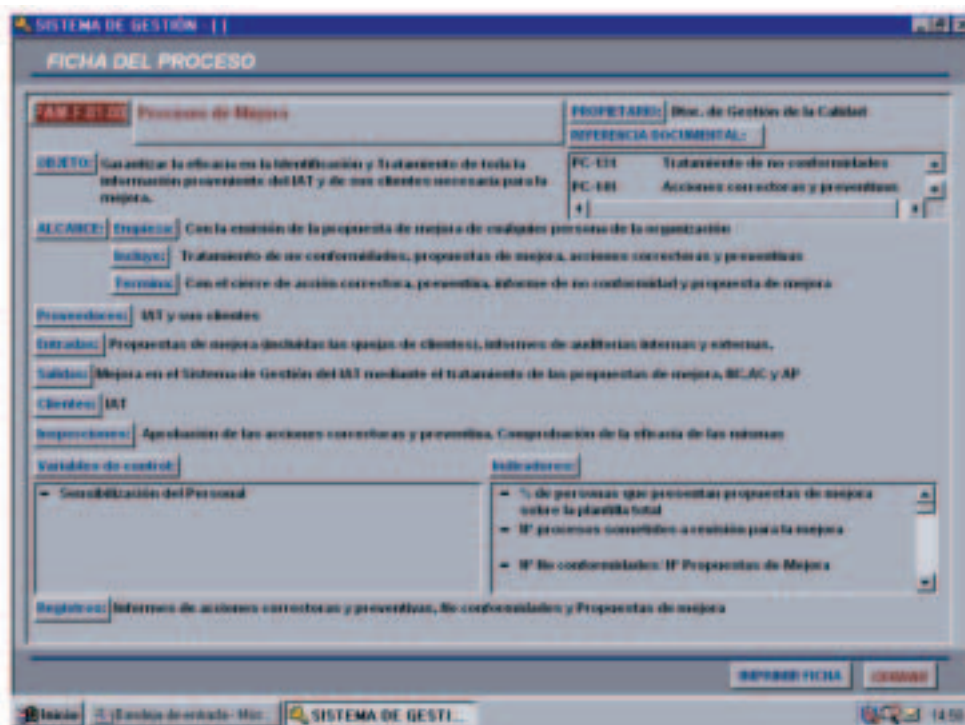 SISTEMA DE GESTIÓN - [ ]
FICHA DEL PROCESO
Procesos de Mejora
PROPIETARIO: Dtor. de Gestión de la Calidad
REFERENCIA DOCUMENTAL:
OBJETO: Garantizar la eficacia en la Identificación y Tratamiento de toda la
información proveniente del IAT y de sus clientes necesaria para la
mejora.
Tratamiento de no conformidades
Acciones correctoras y preventivas
ALCANCE: Empieza: Con la emisión de la propuesta de mejora de cualquier persona de la organización
Incluye: Tratamiento de no conformidades, propuestas de mejora, acciones correctoras y preventivas
Termina: Con el cierre de acción correctora, preventiva, informe de no conformidad y propuesta de mejora
Proveedores: IAT y sus clientes
Entradas: Propuestas de mejora (incluidas las quejas de clientes), informes de auditorías internas y externas.
Salidas: Mejora en el Sistema de Gestión del IAT mediante el tratamiento de las propuestas de mejora, NC,AC y AP
Clientes: IAT
Inspecciones: Aprobación de las acciones correctoras y preventiva, Comprobación de la eficacia de las mismas
Variables de control:
- Sensibilización del Personal
Indicadores:
- % de personas que presentan propuestas de mejora
sobre la plantilla total
- Nº procesos sometidos a revisión para la mejora
- Nº No conformidades/ Nº Propuestas de Mejora
Registros: Informes de acciones correctoras y preventivas, No conformidades y Propuestas de mejora
IMPRIMIR FICHA
CERRAR
Inicio
Bandeja de entrada - Micr...
SISTEMA DE GESTI...